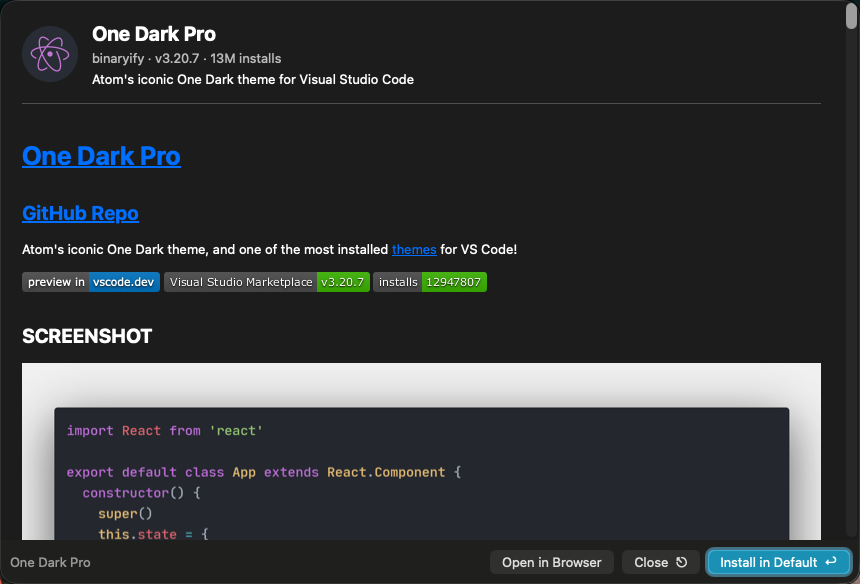 One Dark Pro
binaryify · v3.20.7 · 13M installs
Atom's iconic One Dark theme for Visual Studio Code
One Dark Pro
GitHub Repo
Atom's iconic One Dark theme, and one of the most installed themes for VS Code!
preview in vscode.dev Visual Studio Marketplace v3.20.7 installs 12947807
SCREENSHOT
import React from 'react'
export default class App extends React.Component {
constructor() {
super()
this.state = {
One Dark Pro Open in Browser Close Install in Default